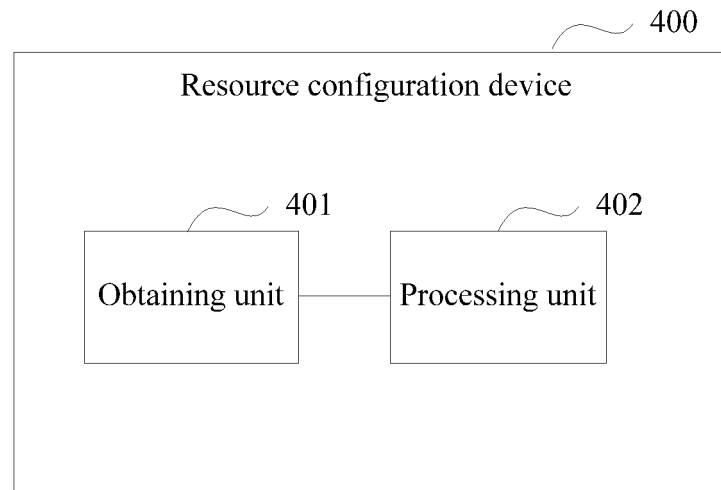 400
Resource configuration device
401
402
Obtaining unit
Processing unit